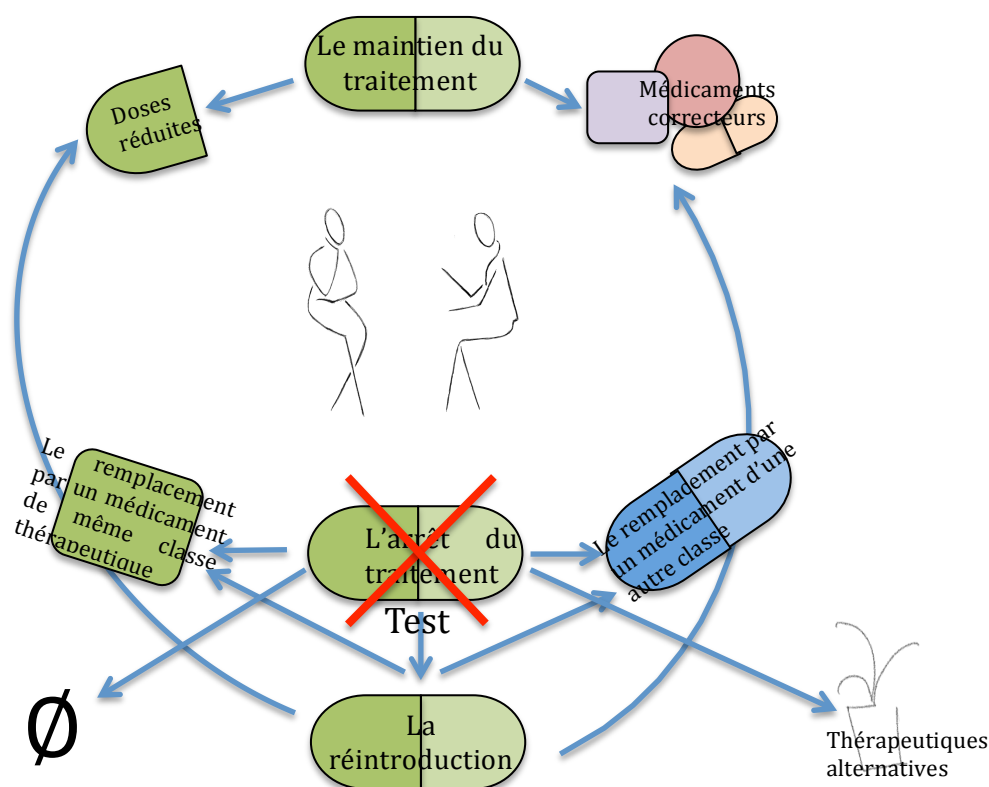 Le maintien du
traitement
Doses
réduites
Médicaments
correcteurs
Le remplacement
par un médicament
de même classe
thérapeutique
L'arrêt du
traitement
Test
Le remplacement par
un médicament d'une
autre classe
La
réintroduction
Ø
Thérapeutiques
alternatives